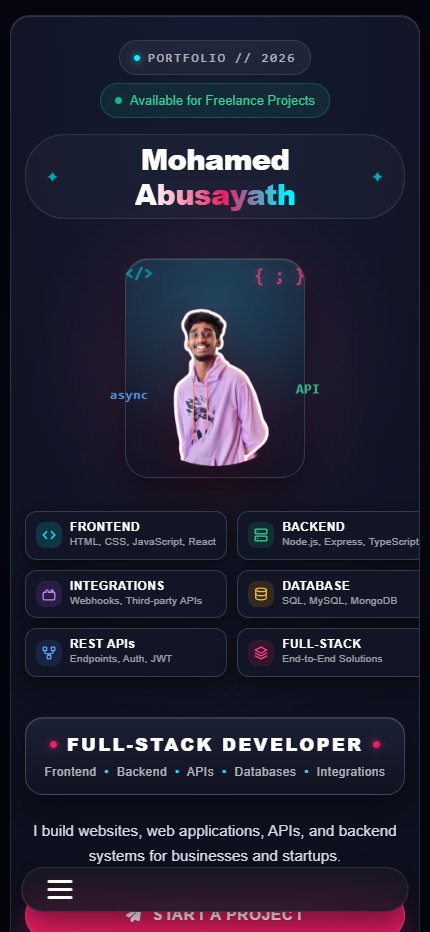 PORTFOLIO // 2026
Available for Freelance Projects
Mohamed
Abusayath
</>
{ ; }
async
API
FRONTEND
HTML, CSS, JavaScript, React
BACKEND
Node.js, Express, TypeScript
INTEGRATIONS
Webhooks, Third-party APIs
DATABASE
SQL, MySQL, MongoDB
REST APIs
Endpoints, Auth, JWT
FULL-STACK
End-to-End Solutions
FULL-STACK DEVELOPER
Frontend • Backend • APIs • Databases • Integrations
I build websites, web applications, APIs, and backend
systems for businesses and startups.
START A PROJECT